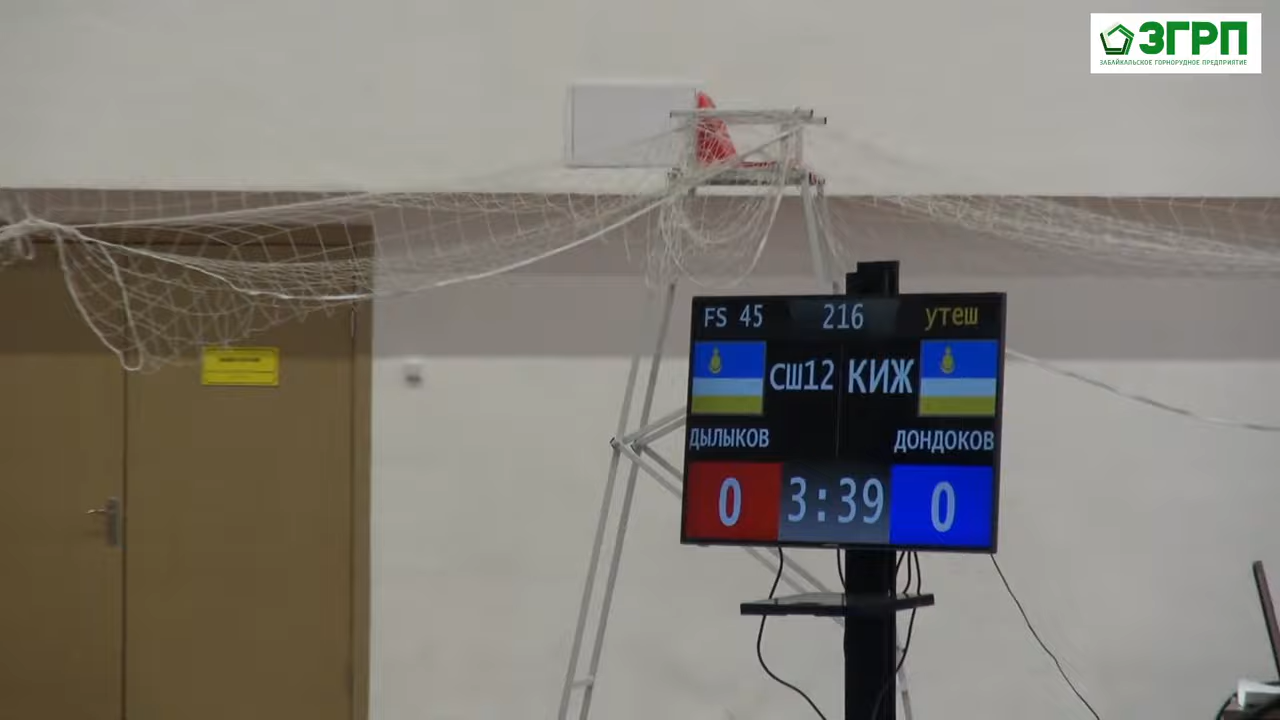 ЗГРП
ЗАБАЙКАЛЬСКОЕ ГОРНОРУДНОЕ ПРЕДПРИЯТИЕ
FS 45 216 утеш
СШ12 КИЖ
ДЫЛЫКОВ ДОНДОКОВ
0 3:39 0